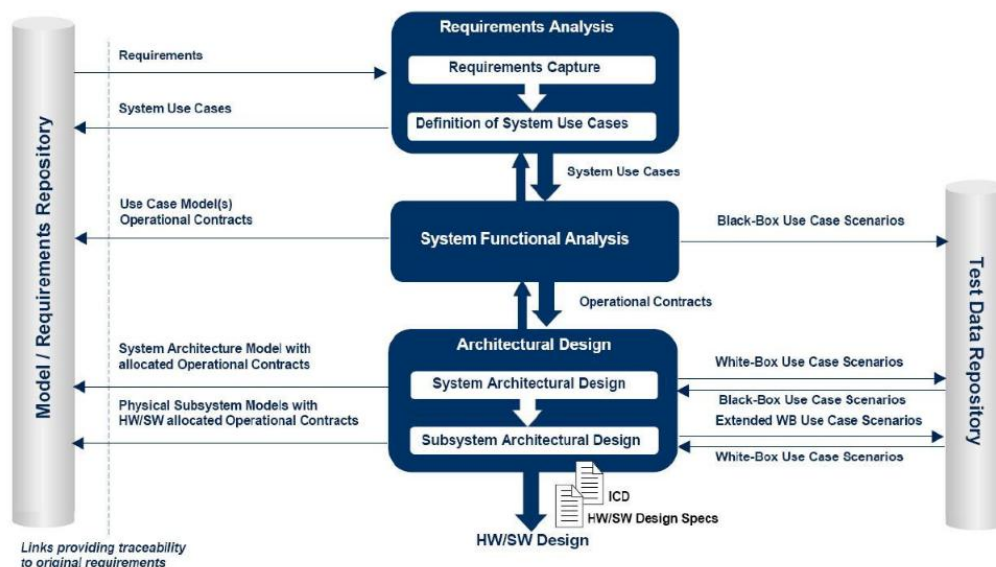 Requirements Analysis
Requirements
Requirements Capture
System Use Cases
Definition of System Use Cases
Model / Requirements Repository
System Use Cases
Use Case Model(s)
Operational Contracts
System Functional Analysis
Black-Box Use Case Scenarios
Test Data Repository
Operational Contracts
Architectural Design
System Architecture Model with
allocated Operational Contracts
System Architectural Design
White-Box Use Case Scenarios
Black-Box Use Case Scenarios
Physical Subsystem Models with
HW/SW allocated Operational Contracts
Subsystem Architectural Design
Extended WB Use Case Scenarios
White-Box Use Case Scenarios
ICD
HW/SW Design Specs
HW/SW Design
Links providing traceability
to original requirements